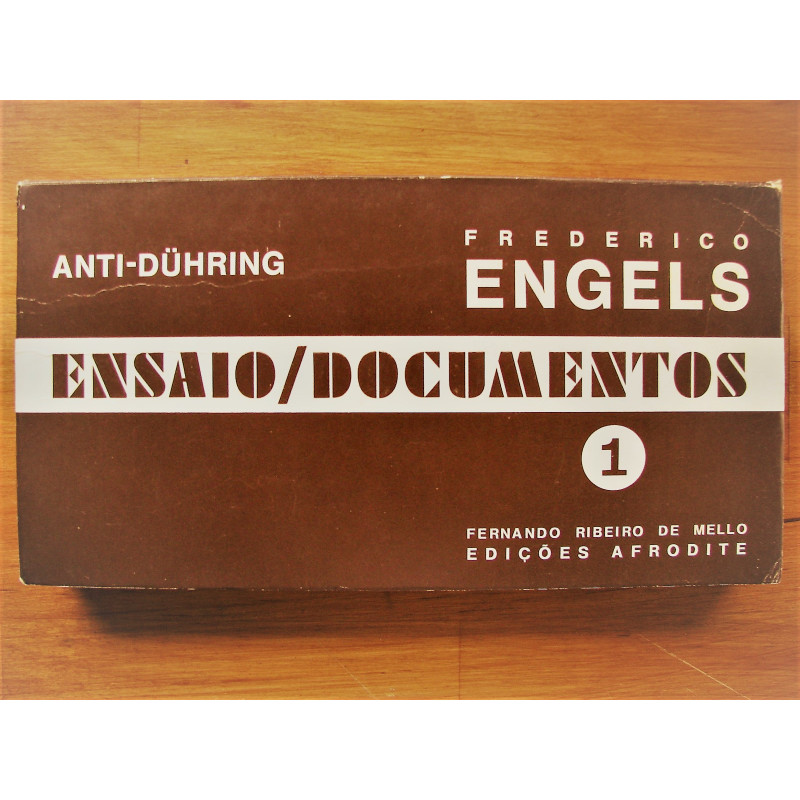 ANTI-DÜHRING
FREDERICO
ENGELS
ENSAIO/DOCUMENTOS
1
FERNANDO RIBEIRO DE MELLO
EDIÇÕES AFRODITE